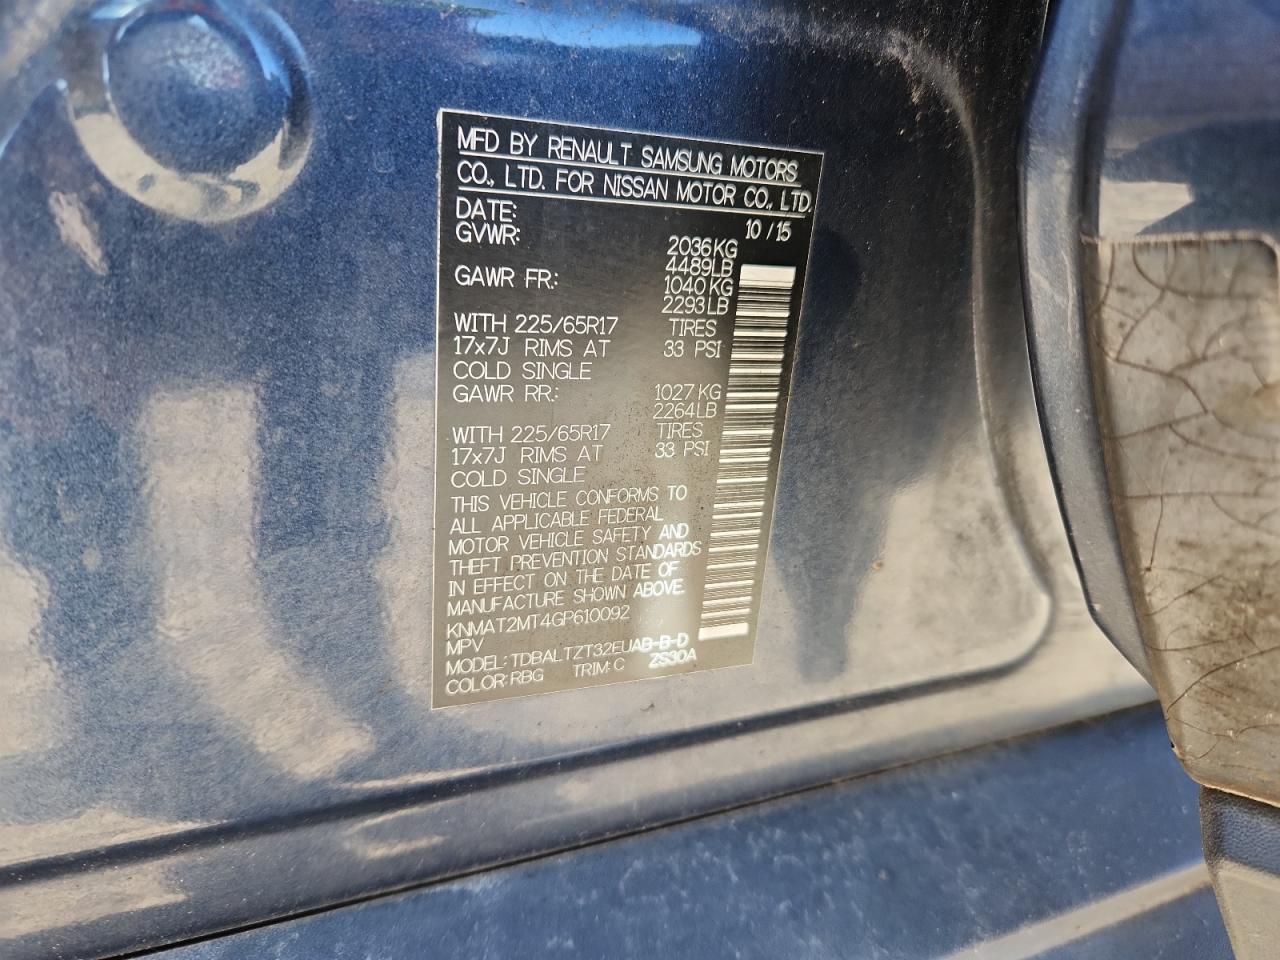 MFD BY RENAULT SAMSUNG MOTORS
CO., LTD. FOR NISSAN MOTOR CO., LTD.
DATE: 10 / 15
GVWR: 2036KG
4489LB
GAWR FR: 1040KG
2293LB
WITH 225/65R17 TIRES
17x7J RIMS AT 33 PSI
COLD SINGLE
GAWR RR: 1027KG
2264LB
WITH 225/65R17 TIRES
17x7J RIMS AT 33 PSI
COLD SINGLE
THIS VEHICLE CONFORMS TO
ALL APPLICABLE FEDERAL
MOTOR VEHICLE SAFETY AND
THEFT PREVENTION STANDARDS
IN EFFECT ON THE DATE OF
MANUFACTURE SHOWN ABOVE.
KNMAT2MT4GP610092
MPV
MODEL: TDBALTZT32EUAB-B-D
COLOR: RBG TRIM: C ZS30A